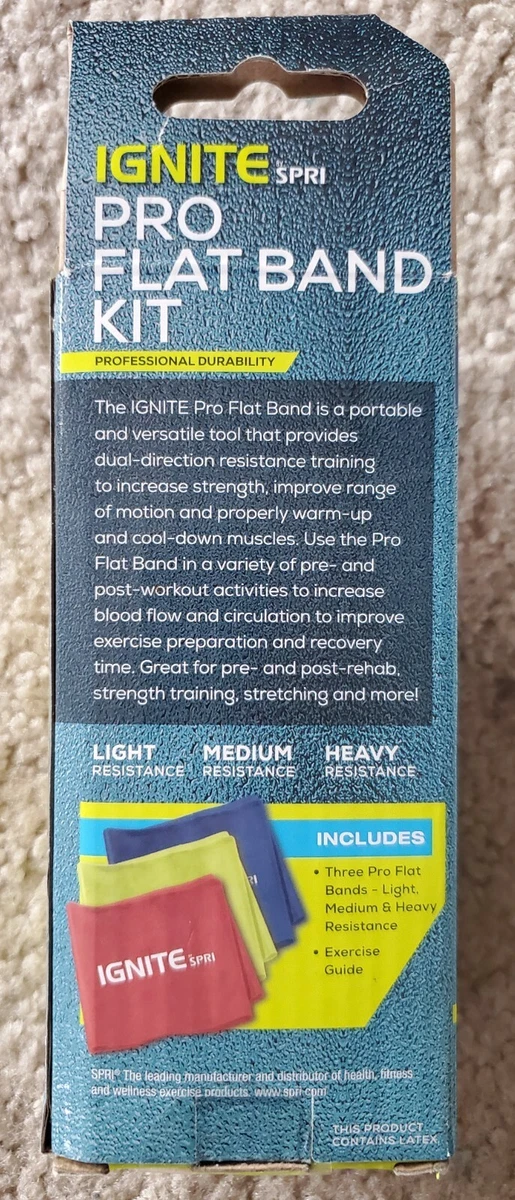 IGNITE SPRI
PRO
FLAT BAND
KIT
PROFESSIONAL DURABILITY
The IGNITE Pro Flat Band is a portable
and versatile tool that provides
dual-direction resistance training
to increase strength, improve range
of motion and properly warm-up
and cool-down muscles. Use the Pro
Flat Band in a variety of pre- and
post-workout activities to increase
blood flow and circulation to improve
exercise preparation and recovery
time. Great for pre- and post-rehab,
strength training, stretching and more!
LIGHT MEDIUM HEAVY
RESISTANCE RESISTANCE RESISTANCE
INCLUDES
• Three Pro Flat
Bands - Light,
Medium & Heavy
Resistance
• Exercise
Guide
IGNITE SPRI
SPRI® The leading manufacturer and distributor of health, fitness
and wellness exercise products. www.spri.com
THIS PRODUCT
CONTAINS LATEX